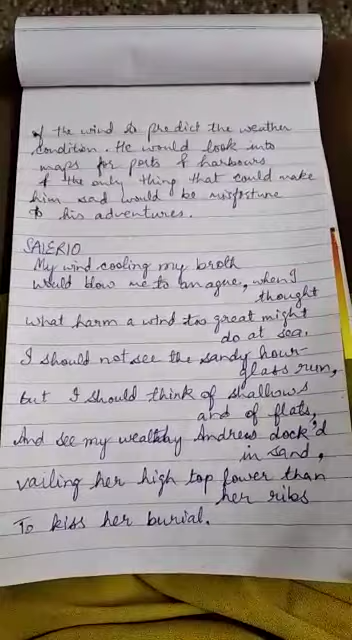 of the wind to predict the weather
condition. He would look into
maps for ports & harbours
& the only thing that could make
him sad would be misfortune
to his adventures.
SALERIO
My wind cooling my broth
would blow me to an ague, when I
thought
what harm a wind too great might
do at sea.
I should not see the sandy hour
glass run,
but I should think of shallows
and of flats,
And see my wealthy Andrew dock'd
in sand,
vailing her high top lower than
her ribs
To kiss her burial.